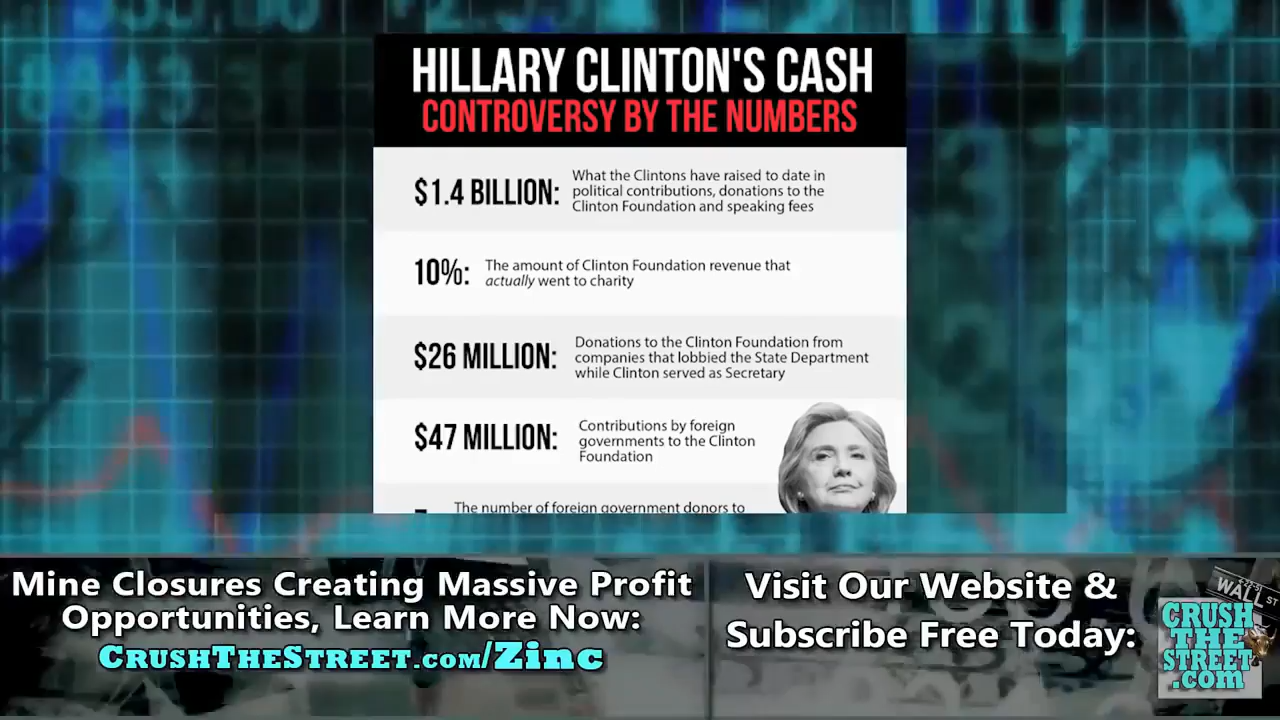 HILLARY CLINTON'S CASH
CONTROVERSY BY THE NUMBERS
$1.4 BILLION:
What the Clintons have raised to date in
political contributions, donations to the
Clinton Foundation and speaking fees
10%:
The amount of Clinton Foundation revenue that
actually went to charity
$26 MILLION:
Donations to the Clinton Foundation from
companies that lobbied the State Department
while Clinton served as Secretary
$47 MILLION:
Contributions by foreign
governments to the Clinton
Foundation
The number of foreign government donors to
Mine Closures Creating Massive Profit
Opportunities, Learn More Now:
CRUSHTHESTREET.COM/Zinc
Visit Our Website &
Subscribe Free Today:
WALL ST
CRUSH
THE
STREET
.com